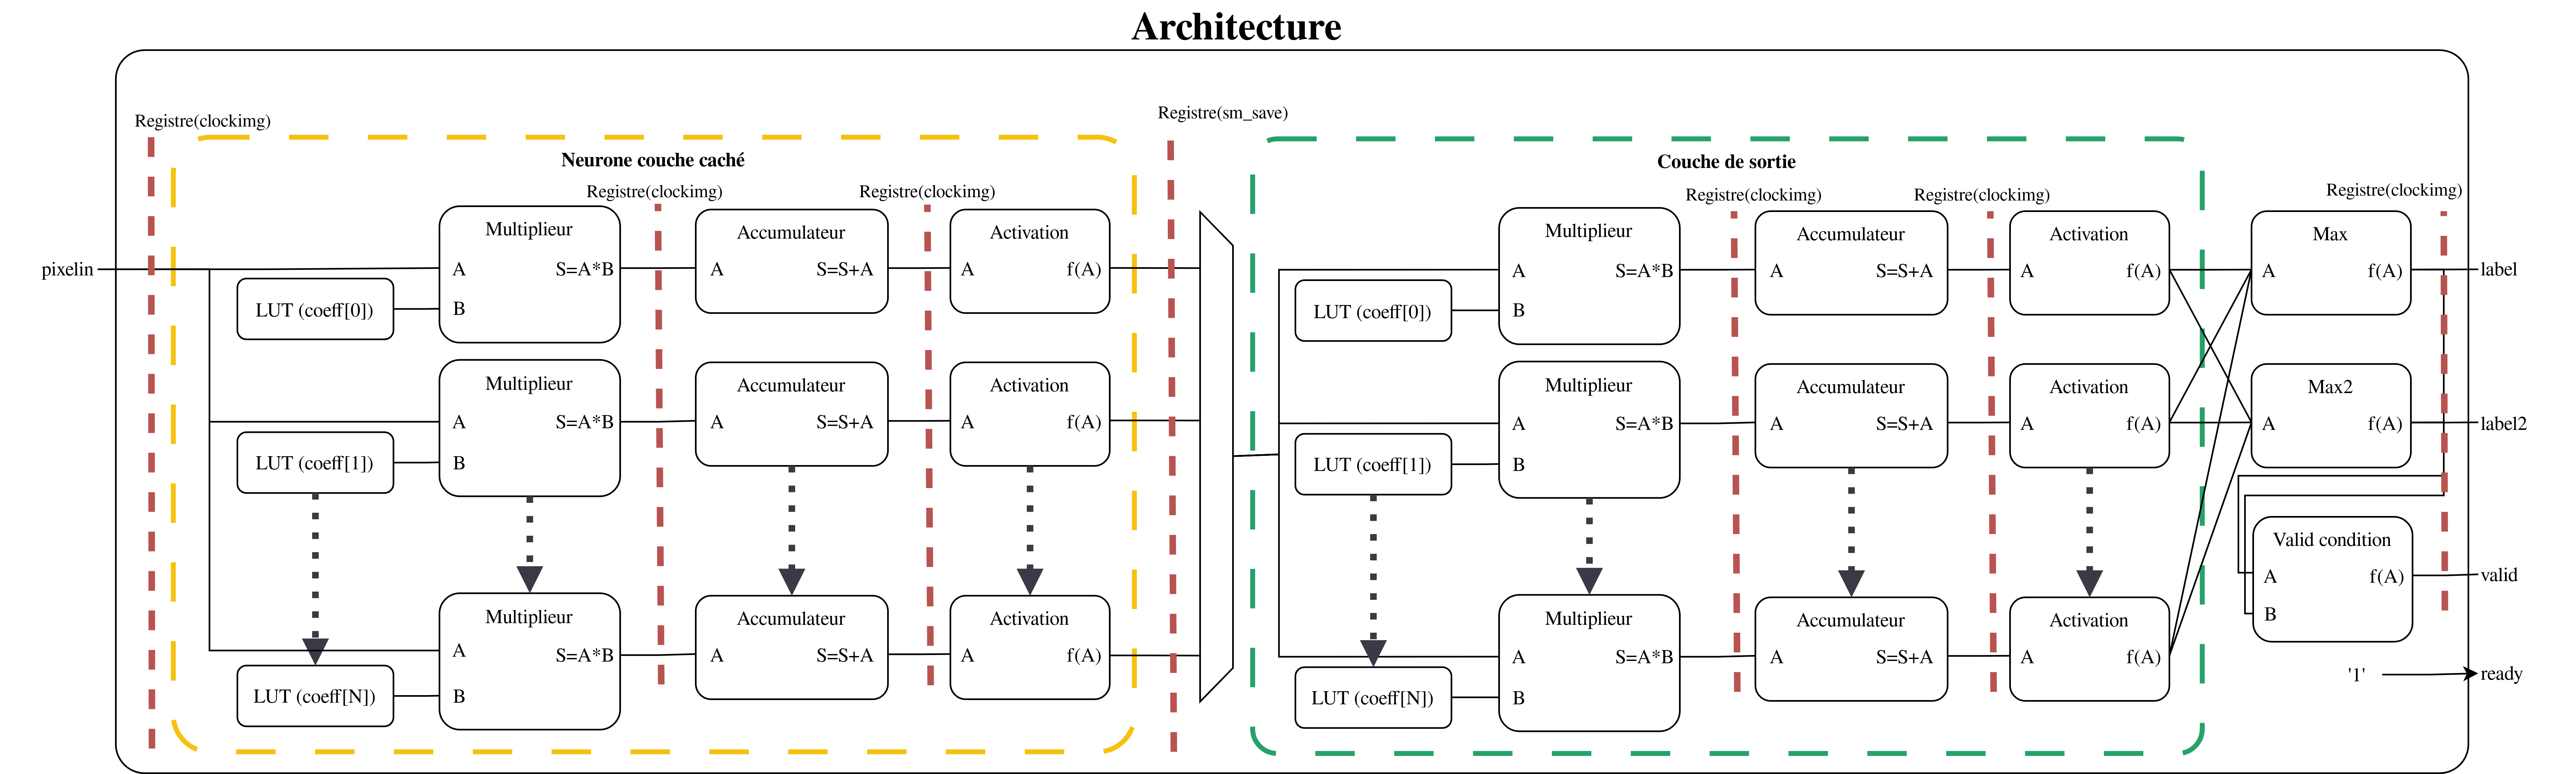 Architecture
Registre(clockimg)
Registre(sm_save)
Neurone couche caché
Couche de sortie
Registre(clockimg)
Registre(clockimg)
Registre(clockimg)
Registre(clockimg)
Registre(clockimg)
pixelin
Multiplieur
A
S=A*B
B
LUT (coeff[0])
Accumulateur
A
S=S+A
Activation
A
f(A)
Multiplieur
A
S=A*B
B
LUT (coeff[1])
Accumulateur
A
S=S+A
Activation
A
f(A)
Multiplieur
A
S=A*B
B
LUT (coeff[N])
Accumulateur
A
S=S+A
Activation
A
f(A)
Multiplieur
A
S=A*B
B
LUT (coeff[0])
Accumulateur
A
S=S+A
Activation
A
f(A)
Multiplieur
A
S=A*B
B
LUT (coeff[1])
Accumulateur
A
S=S+A
Activation
A
f(A)
Multiplieur
A
S=A*B
B
LUT (coeff[N])
Accumulateur
A
S=S+A
Activation
A
f(A)
Max
A
f(A)
label
Max2
A
f(A)
label2
Valid condition
A
f(A)
B
valid
'1'
ready